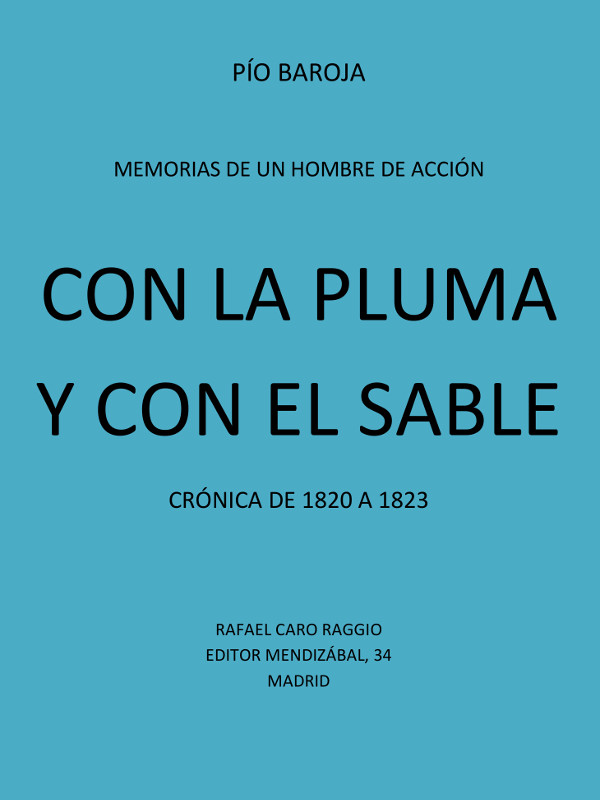 PÍO BAROJA
MEMORIAS DE UN HOMBRE DE ACCIÓN
CON LA PLUMA
Y CON EL SABLE
CRÓNICA DE 1820 A 1823
RAFAEL CARO RAGGIO
EDITOR MENDIZÁBAL, 34
MADRID